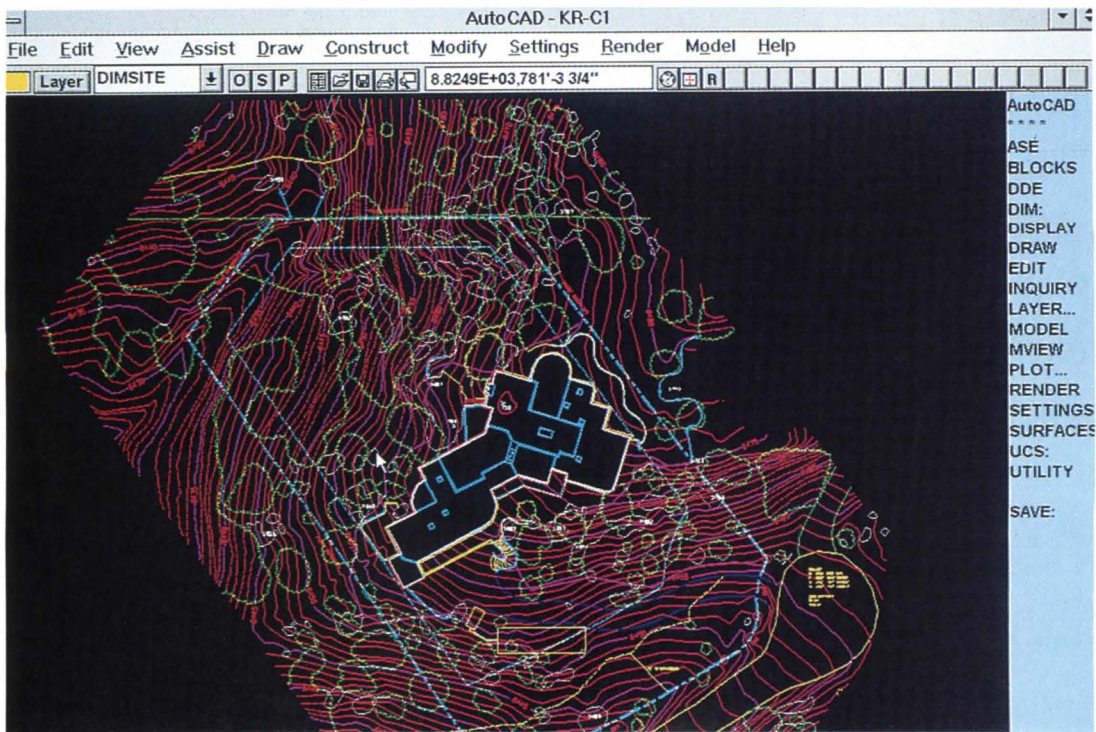 AutoCAD - KR-C1
File Edit View Assist Draw Construct Modify Settings Render Model Help
Layer DIMSITE O S P 8.8249E+03,781'-3 3/4" R
AutoCAD
* * * *
ASE
BLOCKS
DDE
DIM:
DISPLAY
DRAW
EDIT
INQUIRY
LAYER...
MODEL
MVIEW
PLOT...
RENDER
SETTINGS
SURFACES
UCS:
UTILITY
SAVE: